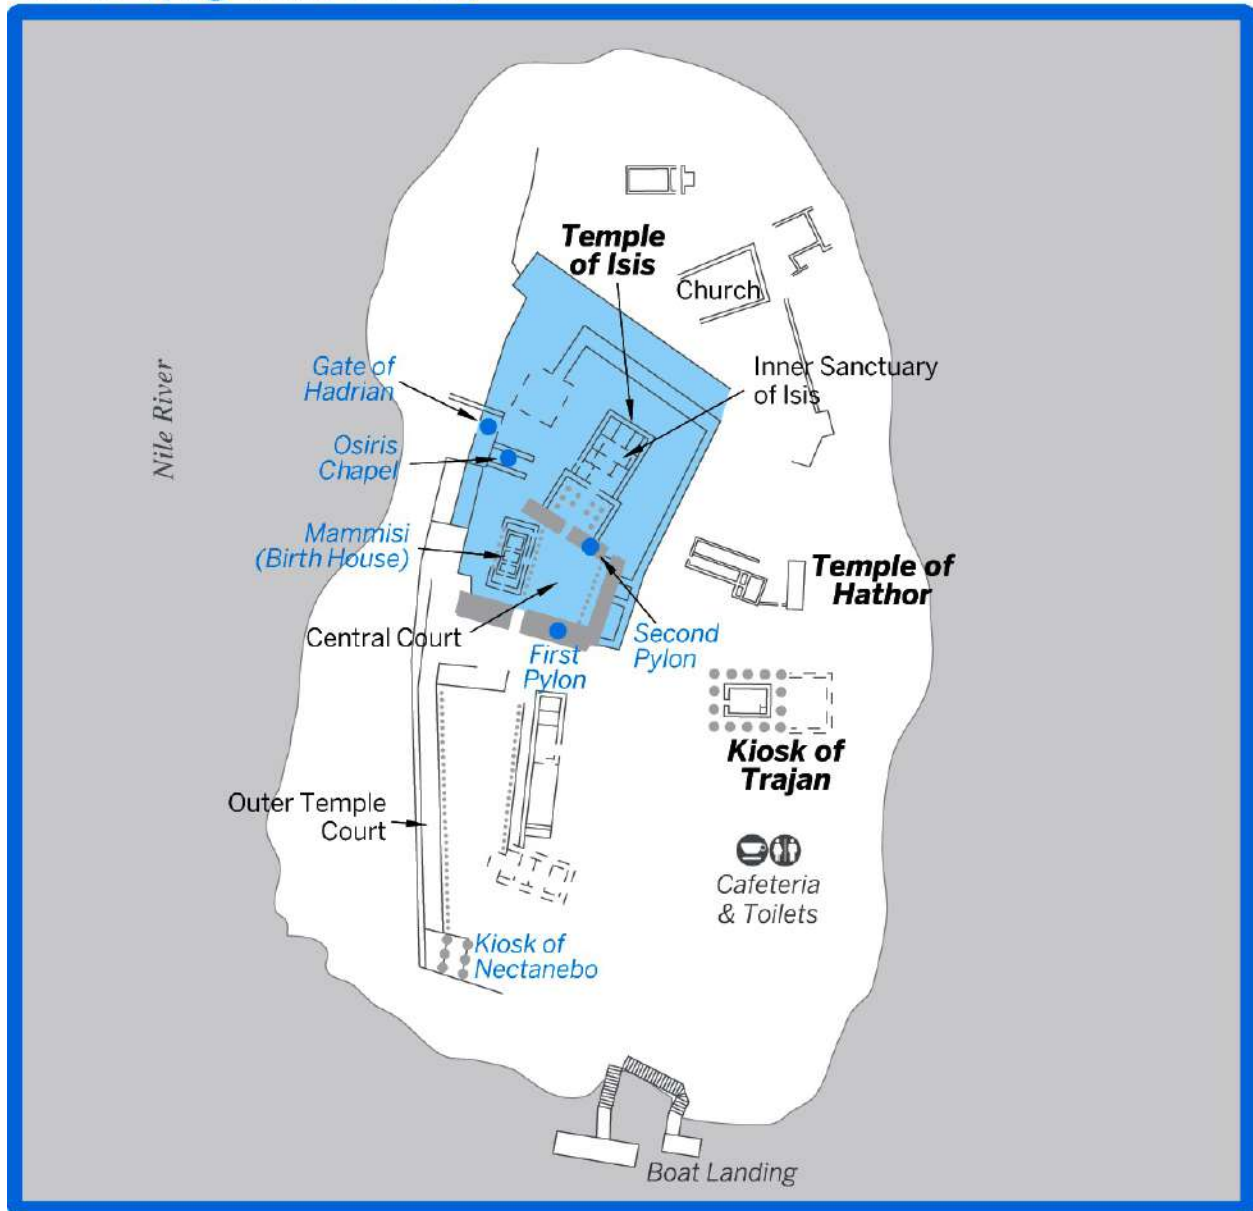 Temple
of Isis
Church
Inner Sanctuary
of Isis
Gate of
Hadrian
Nile River
Osiris
Chapel
Mammisi
(Birth House)
Temple of
Hathor
Central Court
Second
Pylon
First
Pylon
Kiosk of
Trajan
Outer Temple
Court
Cafeteria
& Toilets
Kiosk of
Nectanebo
Boat Landing